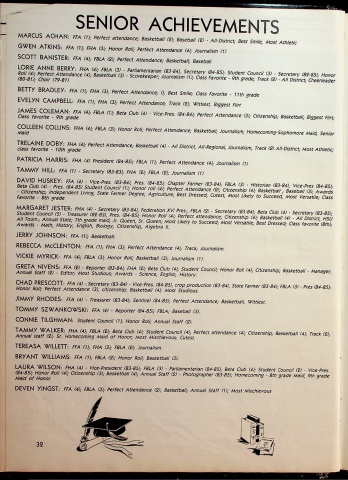 SENIOR ACHIEVEMENTS
MARCUS ACHAN: FFA (1); Perfect attendance; Basketball (2); Baseball (2) - All-District, Best Smile, Most Athletic
GWEN ATKINS: FFA (1); FHA (3); Honor Roll; Perfect Attendance (4); Journalism (1)
SCOTT BANISTER: FFA (4); FBLA (2); Perfect Attendance; Basketball; Baseball
LORIE ANNE BERRY: FHA (4); FBLA (3) - Parliamentarian (83-84), Secretary (84-85); Student Council (3) - Secretary (84-85); Honor
Roll (4); Perfect Attendance (4); Basketball (3) - Scorekeeper; Journalism (1); Class Favorite - 9th grade; Track (2) - All District; Cheerleader
(80-81); Choir (79-81)
BETTY BRADLEY: FFA (1); FHA (3); Perfect Attendance; Best Smile; Class Favorite - 11th grade
EVELYN CAMPBELL: FFA (1); FHA (3); Perfect Attendance (2); Track (2); Wittiest, Biggest Flirt
JAMES COLEMAN: FFA (4); FBLA (1); Beta Club (4) - Vice-Pres. (84-85); Perfect Attendance (3); Citizenship; Basketball; Biggest Flirt;
Class favorite - 9th grade
COLLEEN COLLINS: FHA (4); FBLA (3); Honor Roll; Perfect Attendance; Basketball; Journalism; Homecoming-Sophomore Maid, Senior
maid
TRELAINE DOBY: FHA (4); Perfect Attendance; Basketball (4) - All District, All-Regional; Journalism, Track (2) All-District; Most Athletic;
class favorite - 10th grade
PATRICIA HARRIS: FHA (4) President (84-85); FBLA (1); Perfect Attendance (4); Journalism (1)
TAMMY HILL: FFA (1) - Secretary (82-83); FHA (3); FBLA (2); Journalism (1)
DAVID HUSKEY: FFA (4) - Vice-Pres. (83-84), Pres. (84-85); Chapter Farmer (83-84); FBLA (3) - Historian (83-84), Vice-Pres. (84-85);
Beta Club (4) - Pres. (84-85); Student Council (1); Honor roll (4); Perfect Attendance (2); Citizenship (4); Basketball (4); Baseball (3); Awards
- Citizenship, Independent Living, State Farmer Degree, Agriculture, Best Dressed, Cutest, Most Likely to Succeed, Most Versatile, Class
Favorite - 8th grade
MARGARET JESTER: FHA (4) - Secretary (83-84), Federation XVI Pres.; FBLA (3) - Secretary (83-84); Beta Club (4) - Secretary (82-83);
Student Council (3) - Treasurer (82-83), Pres. (84-85); Honor Roll (4); Perfect attendance; Citizenship (4); Basketball (4) - All District, HSU
All Tourn.; Annual State; 7th grade maid, Jr. Queen, Sr. Queen; Most likely to Succeed; Most Versatile; Best Dressed; Class favorite (8th);
Awards - Math, History, English, Biology, Citizenship, Algebra II.
JERRY JOHNSON: FFA (1); Basketball.
REBECCA McCLENTON: FFA (1); FHA (3); Perfect Attendance (4); Track; Journalism
VICKIE MYRICK: FHA (4); FBLA (3); Honor Roll; Basketball (3); Journalism (1).
GRETA NIVENS: FFA (2) - Reporter (83-84), FHA (3); Beta Club (4); Student Council; Honor Roll (4); Citizenship; Basketball - Manager;
Annual Staff (2) - Editor; Most Studious; Awards - Science, English, History.
CHAD PRESCOTT: FFA (4) - Secretary (83-84) - Vice-Pres. (84-85), crop production (83-84), State Farmer (83-84); FBLA (3) - Pres (84-85);
Honor Roll; Perfect Attendance (3), Citizenship; Basketball (4); Most Studious.
JIMMY RHODES: FFA (4) - Treasurer (83-84), Sentinel (84-85); Perfect Attendance; Basketball; Wittiest.
TOMMY SZWANKOWSKI: FFA (4) - Reporter (84-85); FBLA; Baseball (3).
CONNIE TILGHMAN: Student Council (1); Honor Roll; Annual Staff (2).
TAMMY WALKER: FHA (4); FBLA (2); Beta Club (4); Student Council (4); Perfect attendance (4); Citizenship, Basketball (4); Track (2);
Annual staff (2); Sr. Homecoming Maid of Honor; Most Mischievous, Cutest.
TEREASA WILLETT: FFA (1), FHA (3); FBLA (2); Journalism.
BRYANT WILLIAMS: FFA (1), FBLA (2); Honor Roll; Basketball (3).
LAURA WILSON: FHA (4) - Vice-President (84-85); FBLA (3) - Parliamentarian (84-85), Beta Club (4); Student Council (2) - Vice-Pres.
(84-85); Honor Roll (4); Citizenship (3); Basketball (4); Annual Staff (2) - Photographer (83-85); Homecoming - 8th grade Maid, 9th grade
Maid of Honor.
DEVEN YINGST: FFA (4); FBLA (3); Perfect Attendance (2); Basketball; Annual Staff (1); Most Mischievous
32